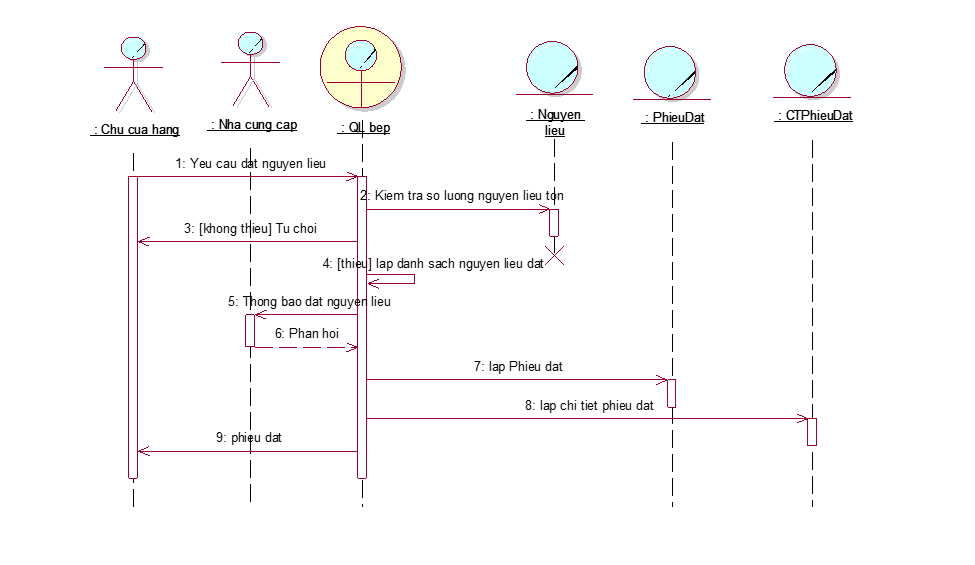 : Chu cua hang
: Nha cung cap
: QL bep
: Nguyen
lieu
: PhieuDat
: CTPhieuDat
1: Yeu cau dat nguyen lieu
2: Kiem tra so luong nguyen lieu ton
3: [khong thieu] Tu choi
4: [thieu] lap danh sach nguyen lieu dat
5: Thong bao dat nguyen lieu
6: Phan hoi
7: lap Phieu dat
8: lap chi tiet phieu dat
9: phieu dat